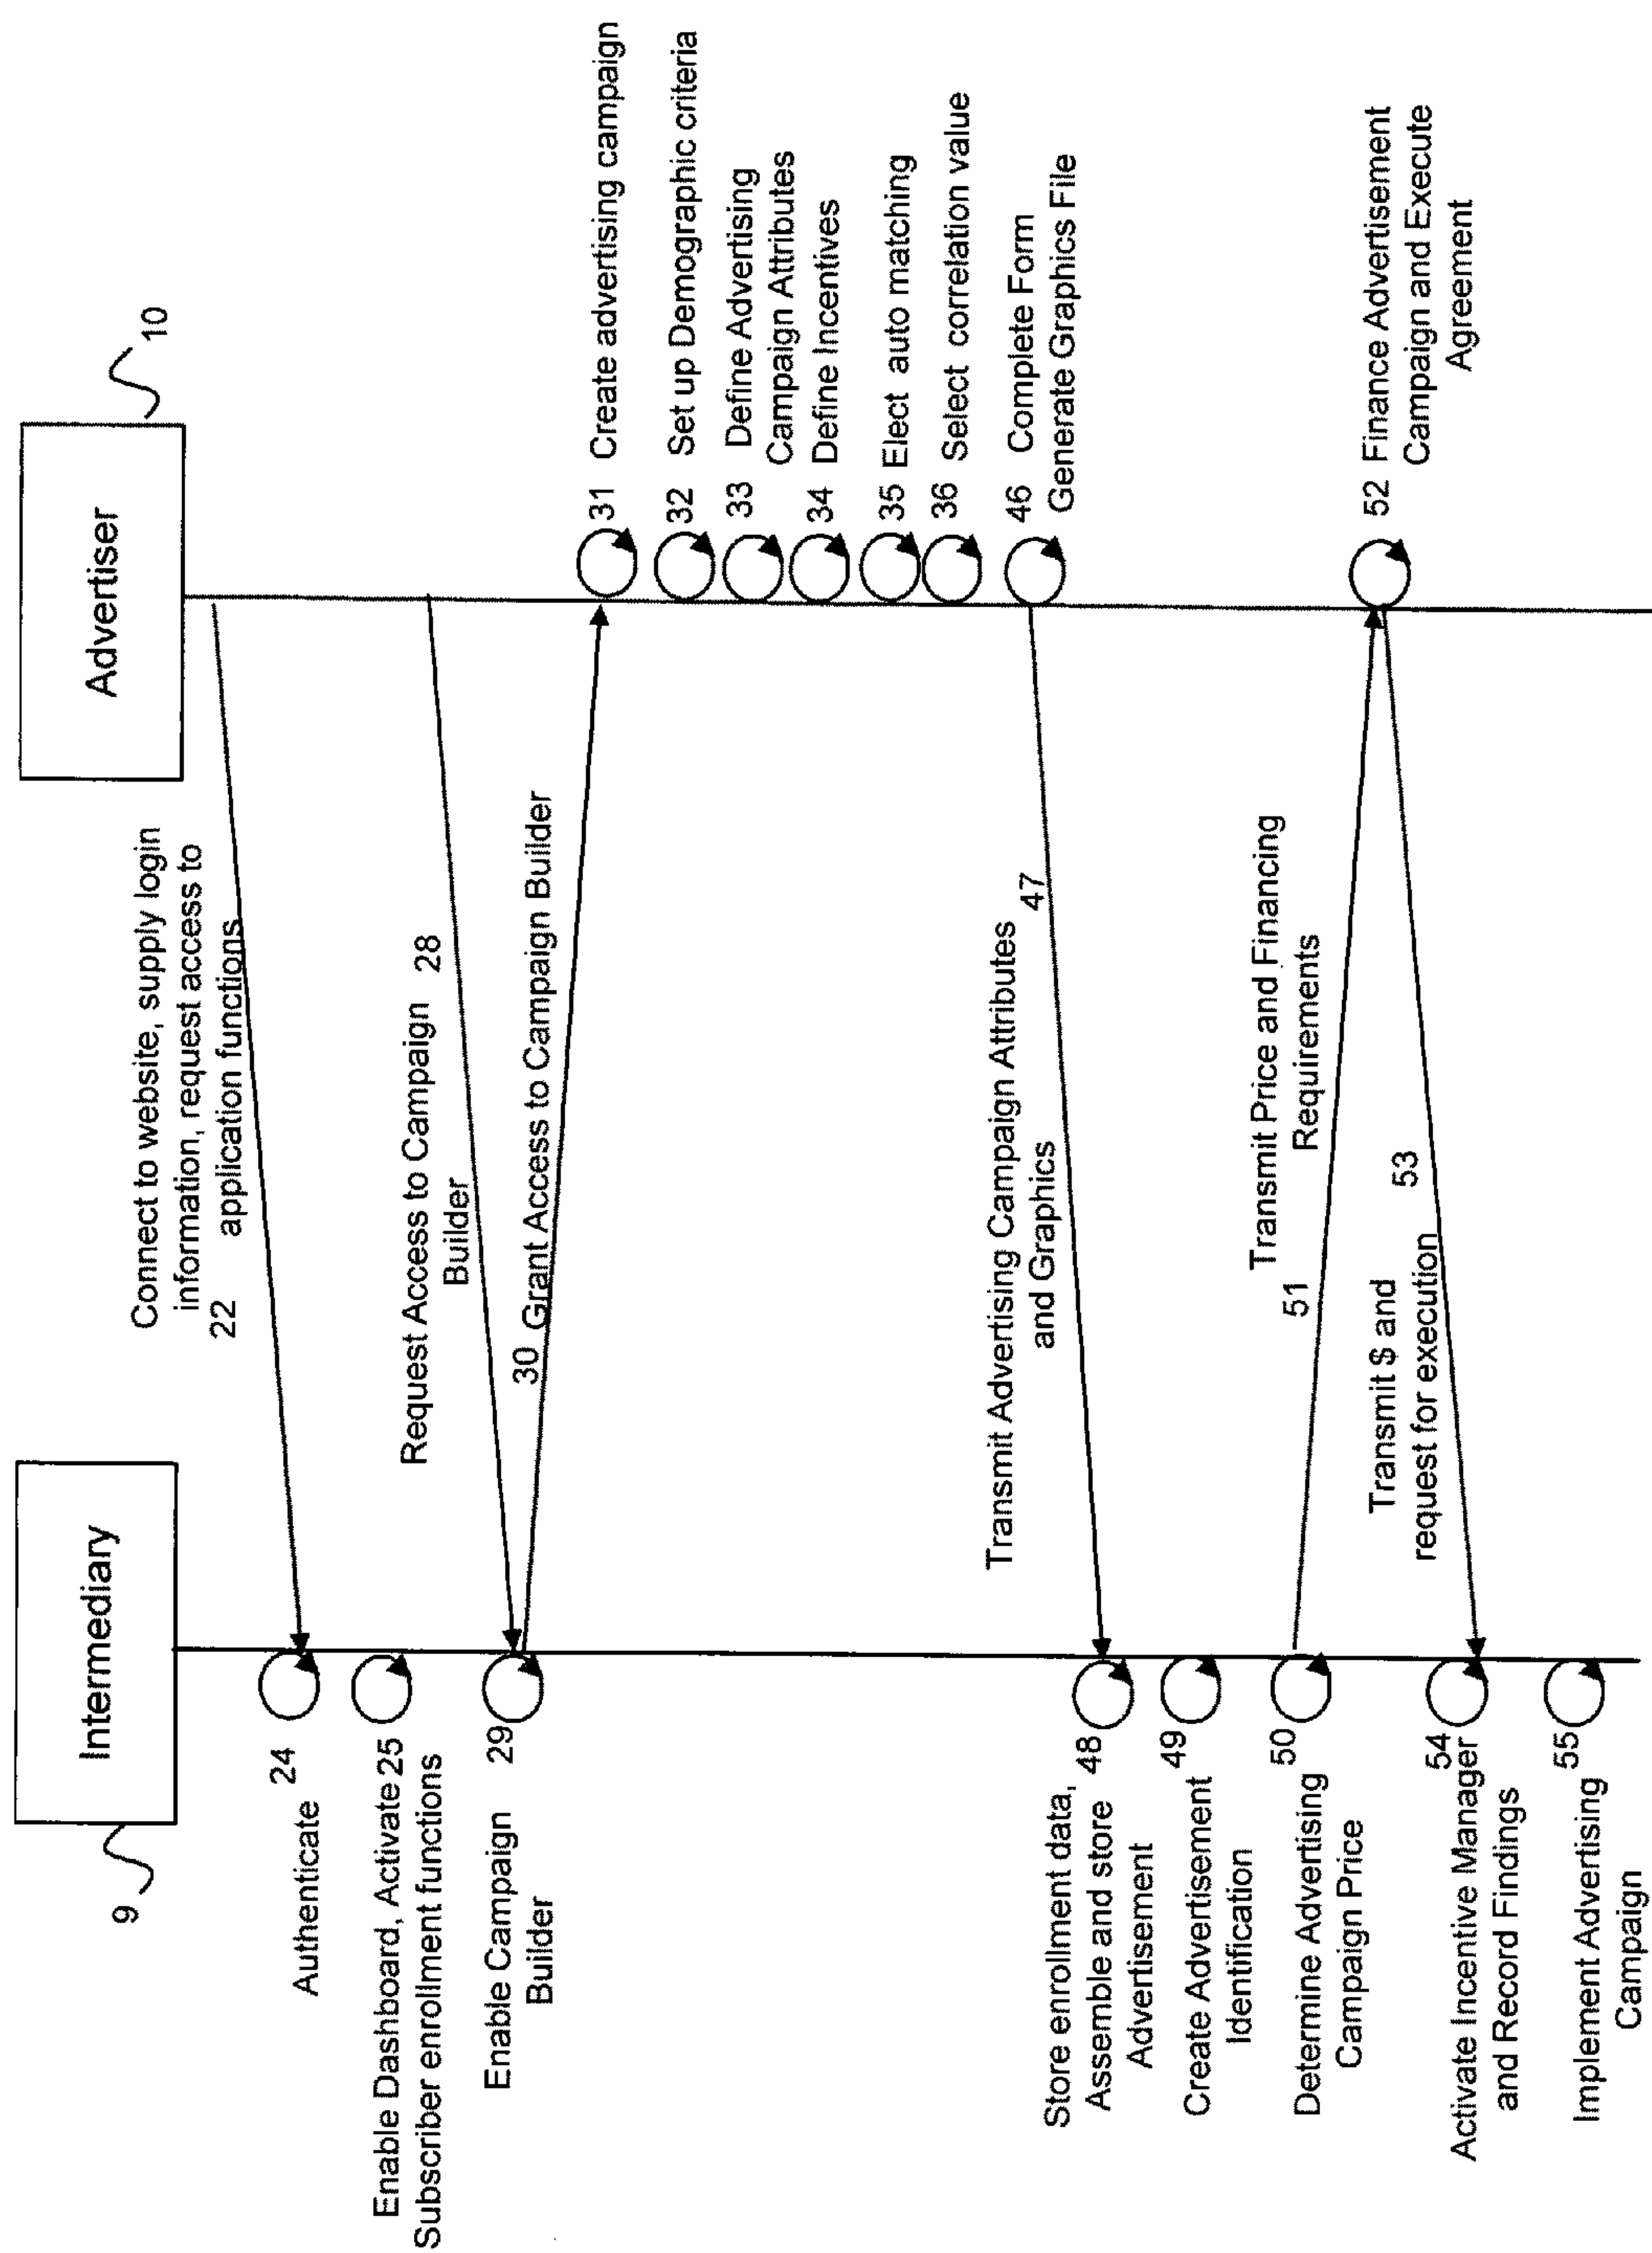 Intermediary
9
Advertiser
10
Connect to website, supply login
information, request access to
22 application functions
24
Authenticate
Enable Dashboard, Activate 25
Subscriber enrollment functions
Request Access to Campaign 28
Builder
29
Enable Campaign
Builder
30 Grant Access to Campaign Builder
31 Create advertising campaign
32 Set up Demographic criteria
33 Define Advertising
Campaign Attributes
34 Define Incentives
35 Elect auto matching
36 Select correlation value
46 Complete Form
Generate Graphics File
Transmit Advertising Campaign Attributes 47
and Graphics
Store enrollment data, 48
Assemble and store
Advertisement
49
Create Advertisement
Identification
50
Determine Advertising
Campaign Price
Transmit Price and Financing
51 Requirements
52 Finance Advertisement
Campaign and Execute
Agreement
Transmit $ and 53
request for execution
54
Activate Incentive Manager
and Record Findings
55
Implement Advertising
Campaign